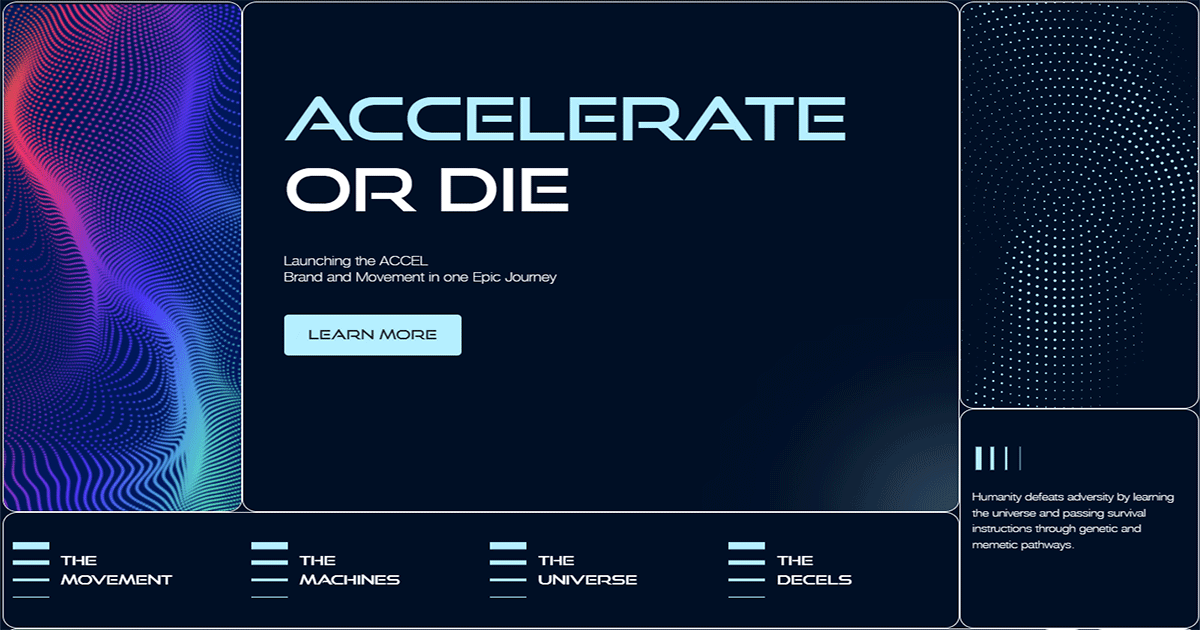 ACCELERATE
OR DIE
Launching the ACCEL
Brand and Movement in one Epic Journey
LEARN MORE
Humanity defeats adversity by learning
the universe and passing survival
instructions through genetic and
memetic pathways.
THE
MOVEMENT
THE
MACHINES
THE
UNIVERSE
THE
DECELS